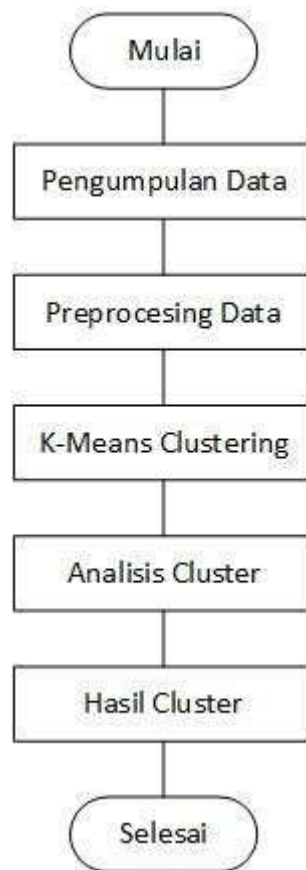 Mulai
Pengumpulan Data
Preprocesing Data
K-Means Clustering
Analisis Cluster
Hasil Cluster
Selesai